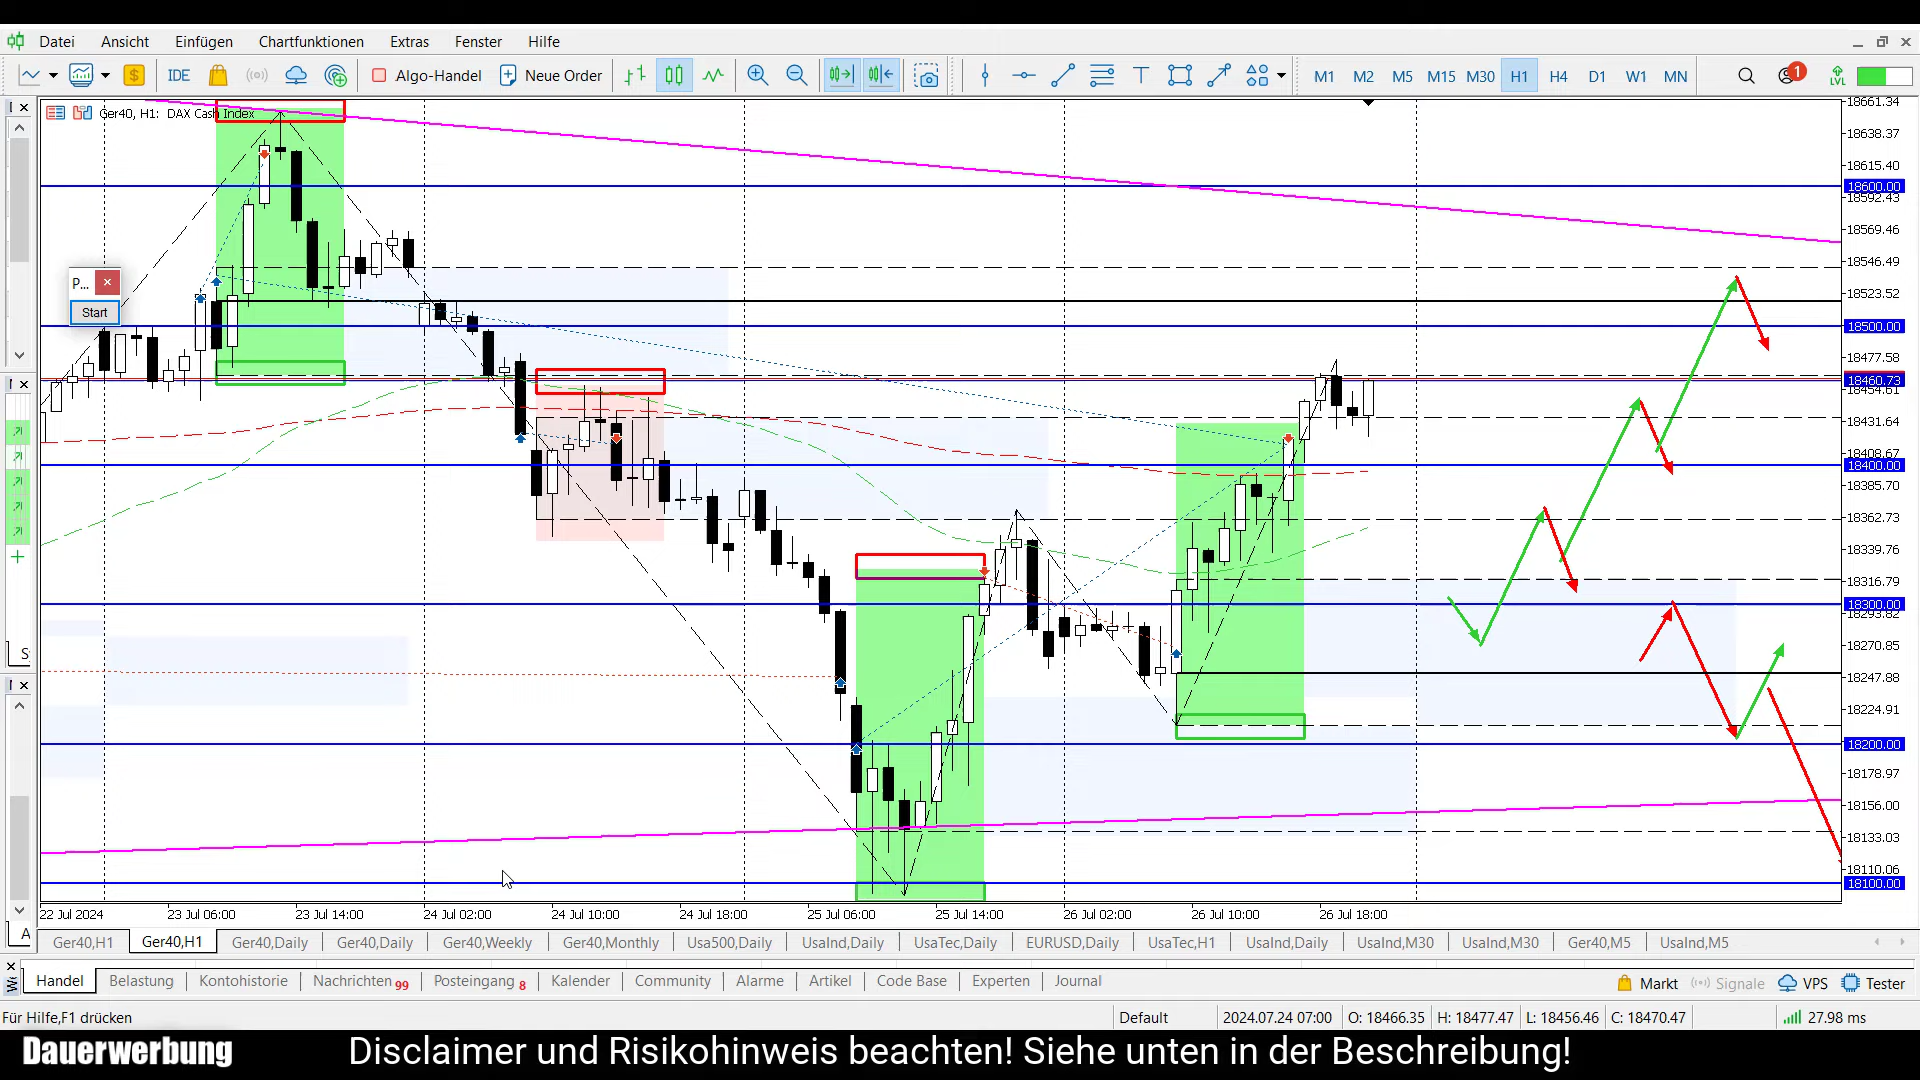 Datei Ansicht Einfügen Chartfunktionen Extras Fenster Hilfe
$ IDE Algo-Handel Neue Order M1 M2 M5 M15 M30 H1 H4 D1 W1 MN 1 LVL
Ger40, H1: DAX Cash Index
18661.34
18638.37
18615.40
18600.00
18592.43
18569.46
18546.49
18523.52
18500.00
18477.58
18460.73
18454.61
18431.64
18408.67
18400.00
18385.70
18362.73
18339.76
18316.79
18300.00
18293.82
18270.85
18247.88
18224.91
18200.00
18178.97
18156.00
18133.03
18110.06
18100.00
P...
Start
S
A
22 Jul 2024 23 Jul 06:00 23 Jul 14:00 24 Jul 02:00 24 Jul 10:00 24 Jul 18:00 25 Jul 06:00 25 Jul 14:00 26 Jul 02:00 26 Jul 10:00 26 Jul 18:00
Ger40,H1 Ger40,H1 Ger40,Daily Ger40,Daily Ger40,Weekly Ger40,Monthly Usa500,Daily UsaInd,Daily UsaTec,Daily EURUSD,Daily UsaTec,H1 UsaInd,Daily UsaInd,M30 UsaInd,M30 Ger40,M5 UsaInd,M5
Handel Belastung Kontohistorie Nachrichten 99 Posteingang 8 Kalender Community Alarme Artikel Code Base Experten Journal Markt Signale VPS Tester
Für Hilfe,F1 drücken Default 2024.07.24 07:00 O: 18466.35 H: 18477.47 L: 18456.46 C: 18470.47 27.98 ms
Dauerwerbung Disclaimer und Risikohinweis beachten! Siehe unten in der Beschreibung!